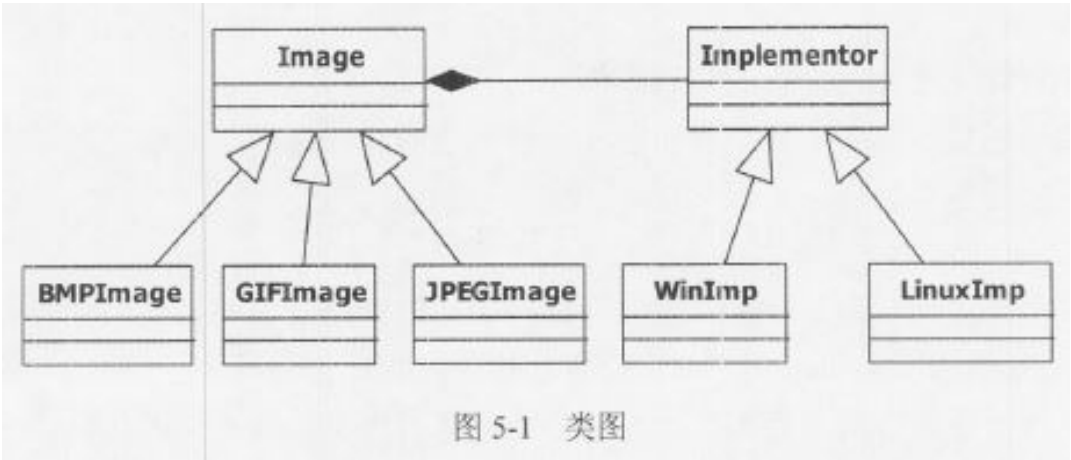 Image
Implementor
BMPImage
GIFImage
JPEGImage
WinImp
LinuxImp
图 5-1 类图